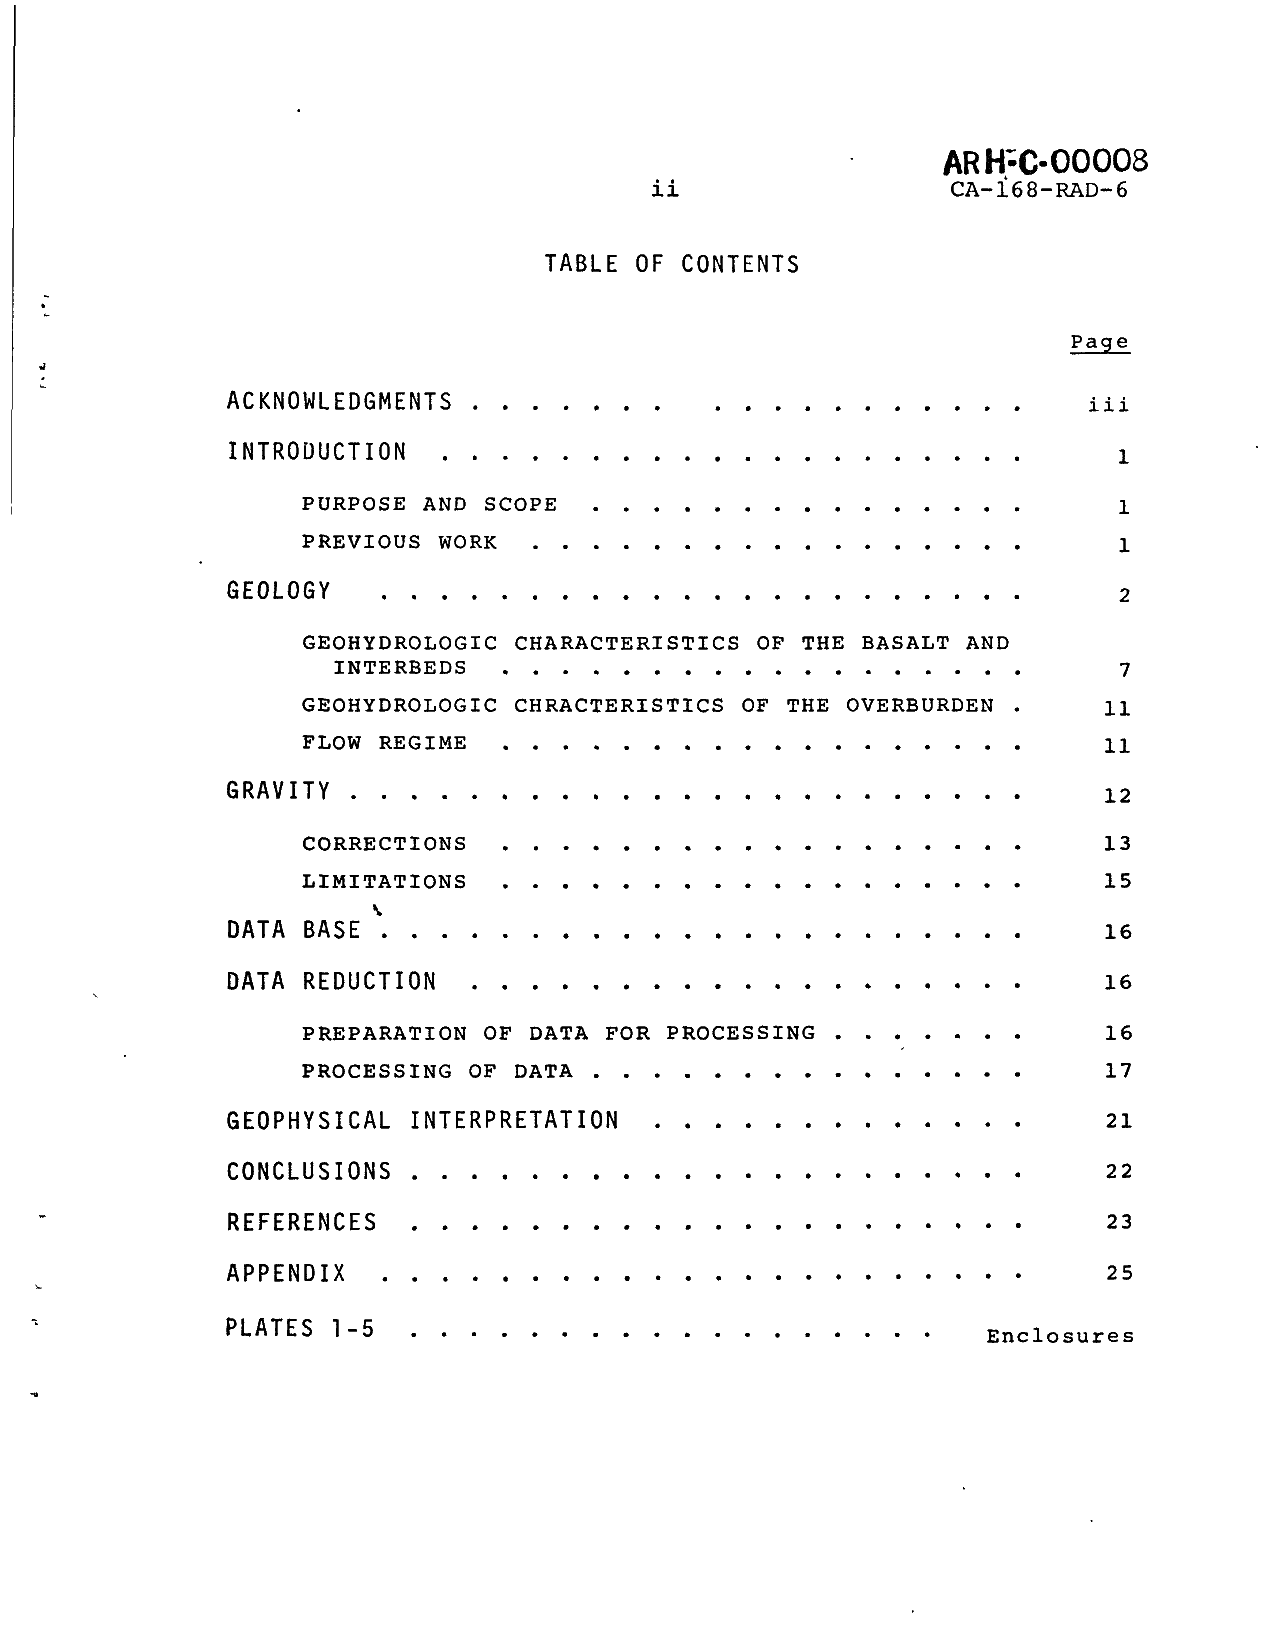 ARH-C-00008
ii CA-168-RAD-6
TABLE OF CONTENTS
Page
ACKNOWLEDGMENTS . . . . . . . . . . . . . . . . . . iii
INTRODUCTION . . . . . . . . . . . . . . . . . . . . 1
PURPOSE AND SCOPE . . . . . . . . . . . . . . . 1
PREVIOUS WORK . . . . . . . . . . . . . . . . . 1
GEOLOGY . . . . . . . . . . . . . . . . . . . . . . 2
GEOHYDROLOGIC CHARACTERISTICS OF THE BASALT AND
INTERBEDS . . . . . . . . . . . . . . . . . . 7
GEOHYDROLOGIC CHRACTERISTICS OF THE OVERBURDEN . 11
FLOW REGIME . . . . . . . . . . . . . . . . . . 11
GRAVITY . . . . . . . . . . . . . . . . . . . . . . . 12
CORRECTIONS . . . . . . . . . . . . . . . . . . 13
LIMITATIONS . . . . . . . . . . . . . . . . . . 15
DATA BASE . . . . . . . . . . . . . . . . . . . . . . 16
DATA REDUCTION . . . . . . . . . . . . . . . . . . . 16
PREPARATION OF DATA FOR PROCESSING . . . . . . . 16
PROCESSING OF DATA . . . . . . . . . . . . . . . 17
GEOPHYSICAL INTERPRETATION . . . . . . . . . . . . . 21
CONCLUSIONS . . . . . . . . . . . . . . . . . . . . . 22
REFERENCES . . . . . . . . . . . . . . . . . . . . . 23
APPENDIX . . . . . . . . . . . . . . . . . . . . . . 25
PLATES 1-5 . . . . . . . . . . . . . . . . . . Enclosures